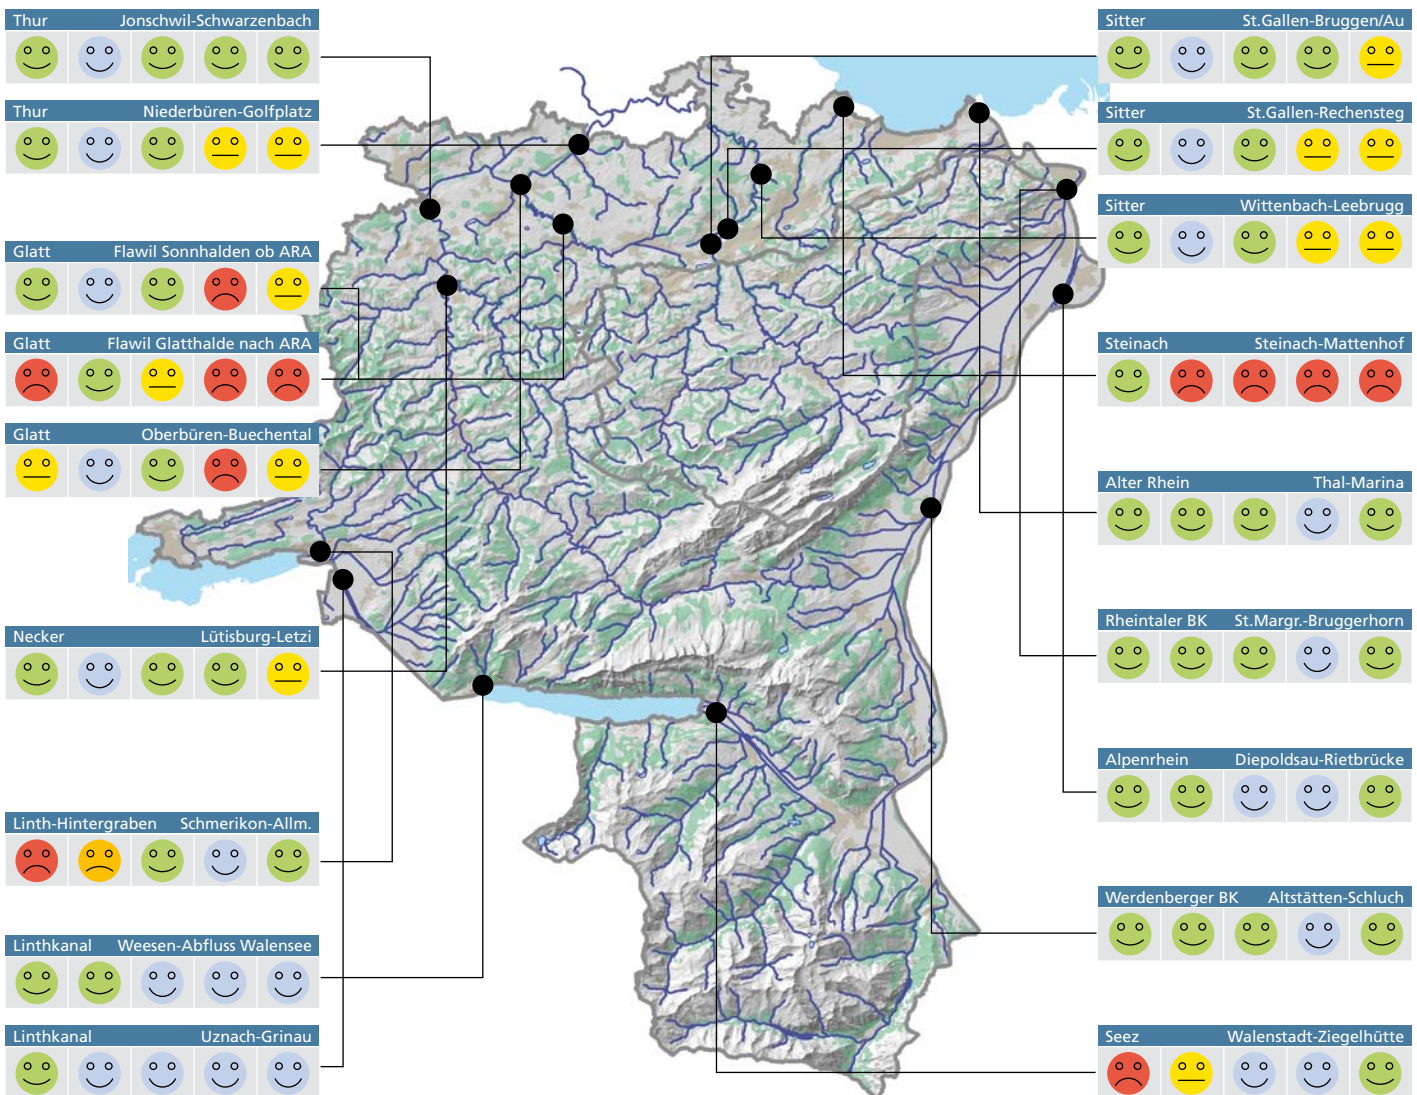 Thur Jonschwil-Schwarzenbach
Thur Niederbüren-Golfplatz
Glatt Flawil Sonnhalden ob ARA
Glatt Flawil Glatthalde nach ARA
Glatt Oberbüren-Buechental
Necker Lütisburg-Letzi
Linth-Hintergraben Schmerikon-Allm.
Linthkanal Weesen-Abfluss Walensee
Linthkanal Uznach-Grinau
Sitter St.Gallen-Bruggen/Au
Sitter St.Gallen-Rechensteg
Sitter Wittenbach-Leebrugg
Steinach Steinach-Mattenhof
Alter Rhein Thal-Marina
Rheintaler BK St.Margr.-Bruggerhorn
Alpenrhein Diepoldsau-Rietbrücke
Werdenberger BK Altstätten-Schluch
Seez Walenstadt-Ziegelhütte